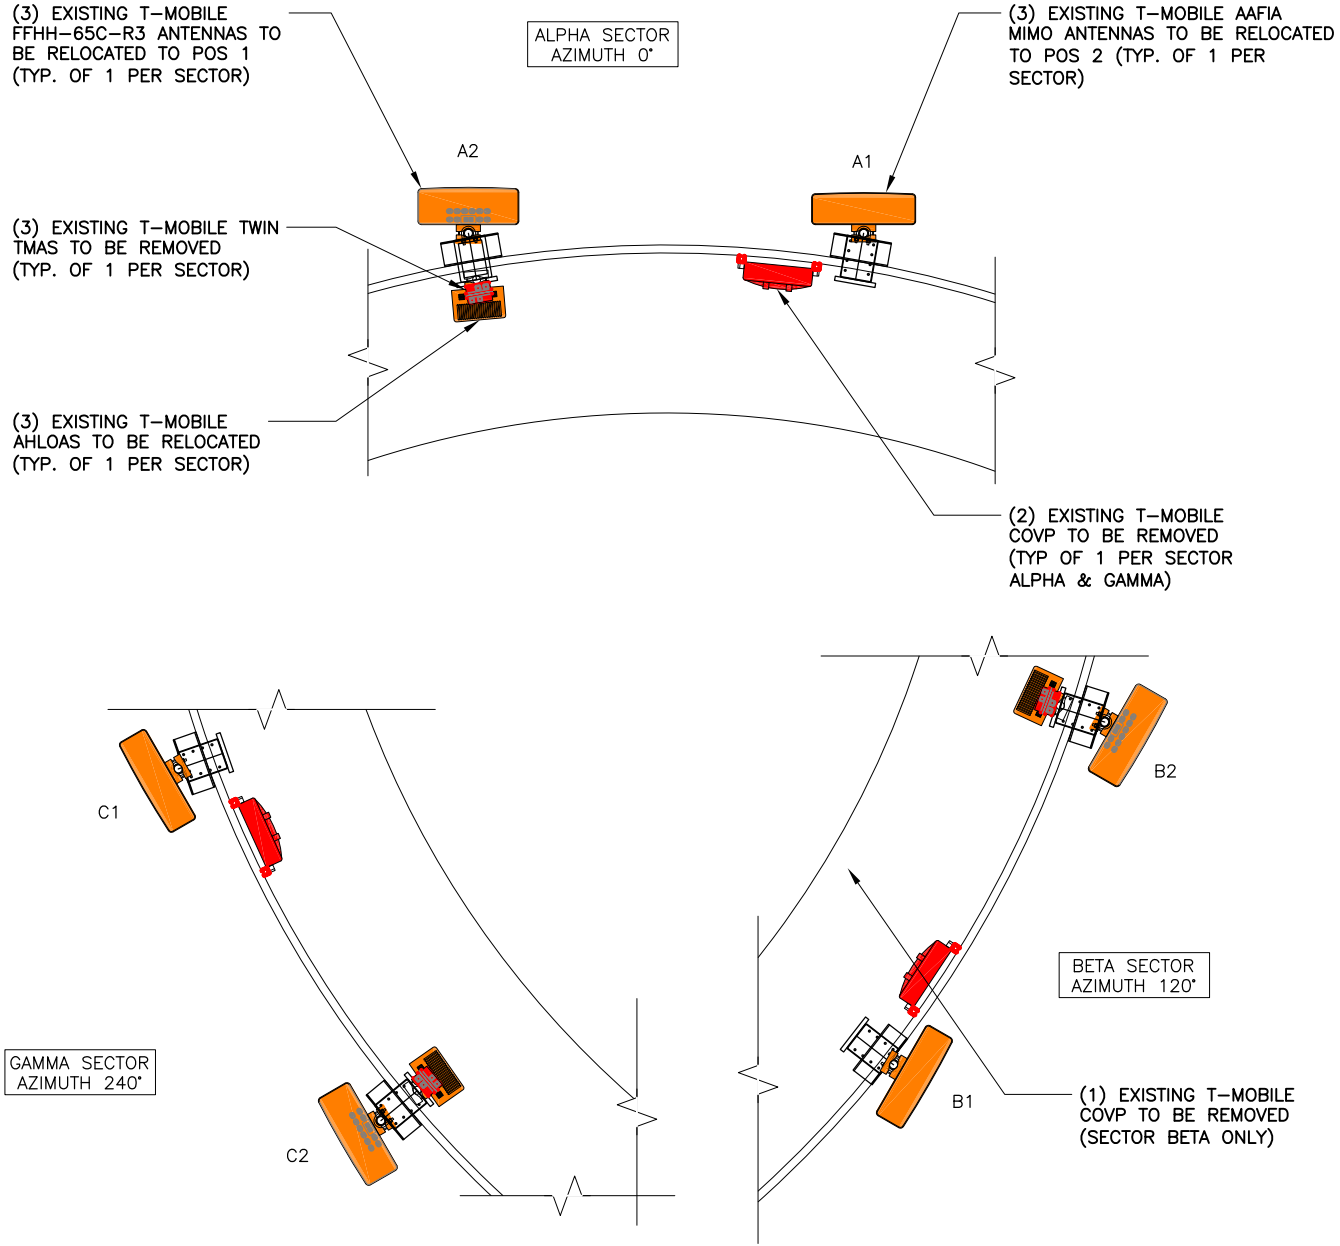 (3) EXISTING T-MOBILE
FFHH-65C-R3 ANTENNAS TO
BE RELOCATED TO POS 1
(TYP. OF 1 PER SECTOR)
ALPHA SECTOR
AZIMUTH 0°
(3) EXISTING T-MOBILE AAFIA
MIMO ANTENNAS TO BE RELOCATED
TO POS 2 (TYP. OF 1 PER
SECTOR)
A2
A1
(3) EXISTING T-MOBILE TWIN
TMAS TO BE REMOVED
(TYP. OF 1 PER SECTOR)
(3) EXISTING T-MOBILE
AHLOAS TO BE RELOCATED
(TYP. OF 1 PER SECTOR)
(2) EXISTING T-MOBILE
COVP TO BE REMOVED
(TYP OF 1 PER SECTOR
ALPHA & GAMMA)
C1
B2
BETA SECTOR
AZIMUTH 120°
GAMMA SECTOR
AZIMUTH 240°
B1
C2
(1) EXISTING T-MOBILE
COVP TO BE REMOVED
(SECTOR BETA ONLY)